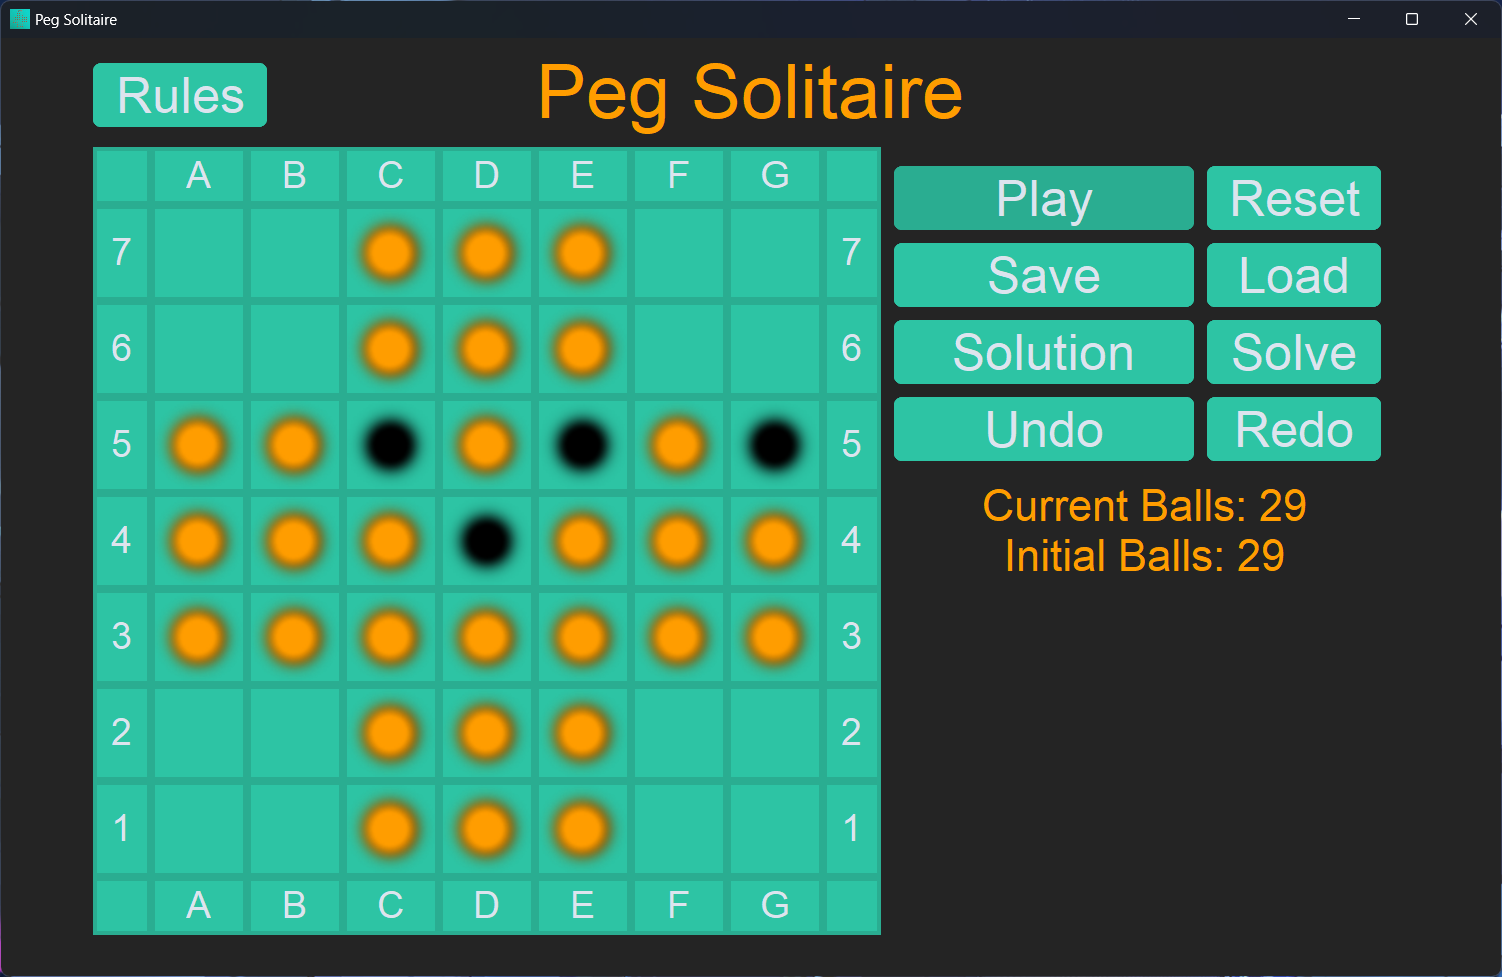 Peg Solitaire
Rules
Peg Solitaire
A B C D E F G
7 7
6 6
5 5
4 4
3 3
2 2
1 1
A B C D E F G
Play Reset
Save Load
Solution Solve
Undo Redo
Current Balls: 29
Initial Balls: 29